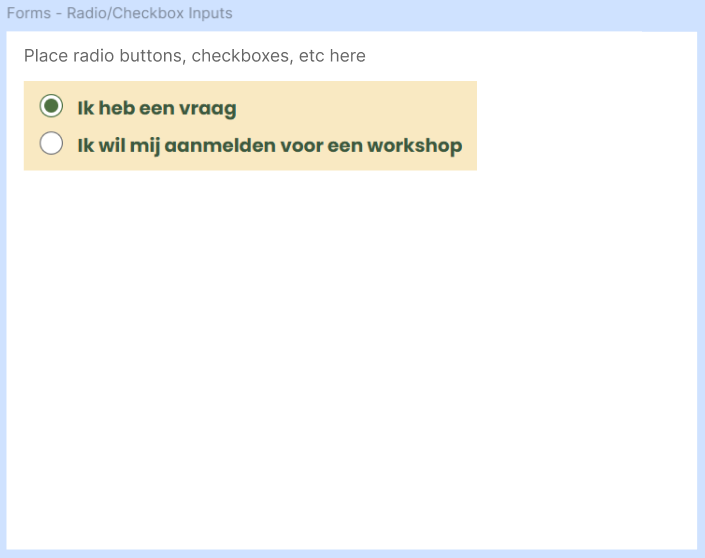 Forms - Radio/Checkbox Inputs
Place radio buttons, checkboxes, etc here
Ik heb een vraag
Ik wil mij aanmelden voor een workshop